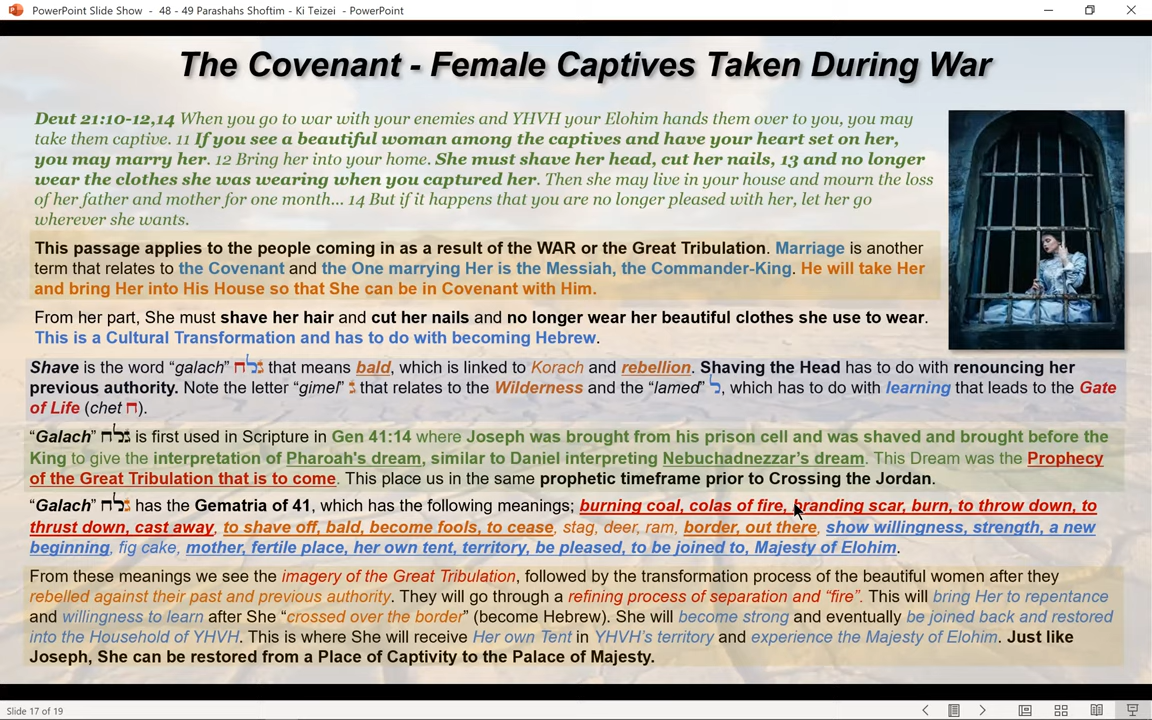 PowerPoint Slide Show - 48 - 49 Parashahs Shoftim - Ki Teizei - PowerPoint
The Covenant - Female Captives Taken During War
Deut 21:10-12,14 When you go to war with your enemies and YHVH your Elohim hands them over to you, you may
take them captive. 11 If you see a beautiful woman among the captives and have your heart set on her,
you may marry her. 12 Bring her into your home. She must shave her head, cut her nails, 13 and no longer
wear the clothes she was wearing when you captured her. Then she may live in your house and mourn the loss
of her father and mother for one month... 14 But if it happens that you are no longer pleased with her, let her go
wherever she wants.
This passage applies to the people coming in as a result of the WAR or the Great Tribulation. Marriage is another
term that relates to the Covenant and the One marrying Her is the Messiah, the Commander-King. He will take Her
and bring Her into His House so that She can be in Covenant with Him.
From her part, She must shave her hair and cut her nails and no longer wear her beautiful clothes she use to wear.
This is a Cultural Transformation and has to do with becoming Hebrew.
Shave is the word “galach” גלח that means bald, which is linked to Korach and rebellion. Shaving the Head has to do with renouncing her
previous authority. Note the letter “gimel” ג that relates to the Wilderness and the “lamed” ל, which has to do with learning that leads to the Gate
of Life (chet ח).
“Galach” גלח is first used in Scripture in Gen 41:14 where Joseph was brought from his prison cell and was shaved and brought before the
King to give the interpretation of Pharoah's dream, similar to Daniel interpreting Nebuchadnezzar’s dream. This Dream was the Prophecy
of the Great Tribulation that is to come. This place us in the same prophetic timeframe prior to Crossing the Jordan.
“Galach” גלח has the Gematria of 41, which has the following meanings; burning coal, colas of fire, branding scar, burn, to throw down, to
thrust down, cast away, to shave off, bald, become fools, to cease, stag, deer, ram, border, out there, show willingness, strength, a new
beginning, fig cake, mother, fertile place, her own tent, territory, be pleased, to be joined to, Majesty of Elohim.
From these meanings we see the imagery of the Great Tribulation, followed by the transformation process of the beautiful women after they
rebelled against their past and previous authority. They will go through a refining process of separation and “fire”. This will bring Her to repentance
and willingness to learn after She “crossed over the border” (become Hebrew). She will become strong and eventually be joined back and restored
into the Household of YHVH. This is where She will receive Her own Tent in YHVH’s territory and experience the Majesty of Elohim. Just like
Joseph, She can be restored from a Place of Captivity to the Palace of Majesty.
Slide 17 of 19